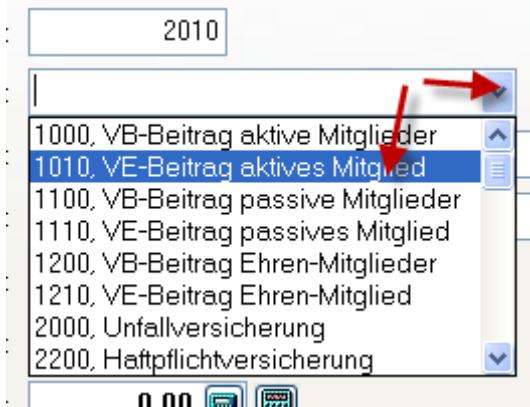 2010
1000, VB-Beitrag aktive Mitglieder
1010, VE-Beitrag aktives Mitglied
1100, VB-Beitrag passive Mitglieder
1110, VE-Beitrag passives Mitglied
1200, VB-Beitrag Ehren-Mitglieder
1210, VE-Beitrag Ehren-Mitglied
2000, Unfallversicherung
2200, Haftpflichtversicherung
0,00